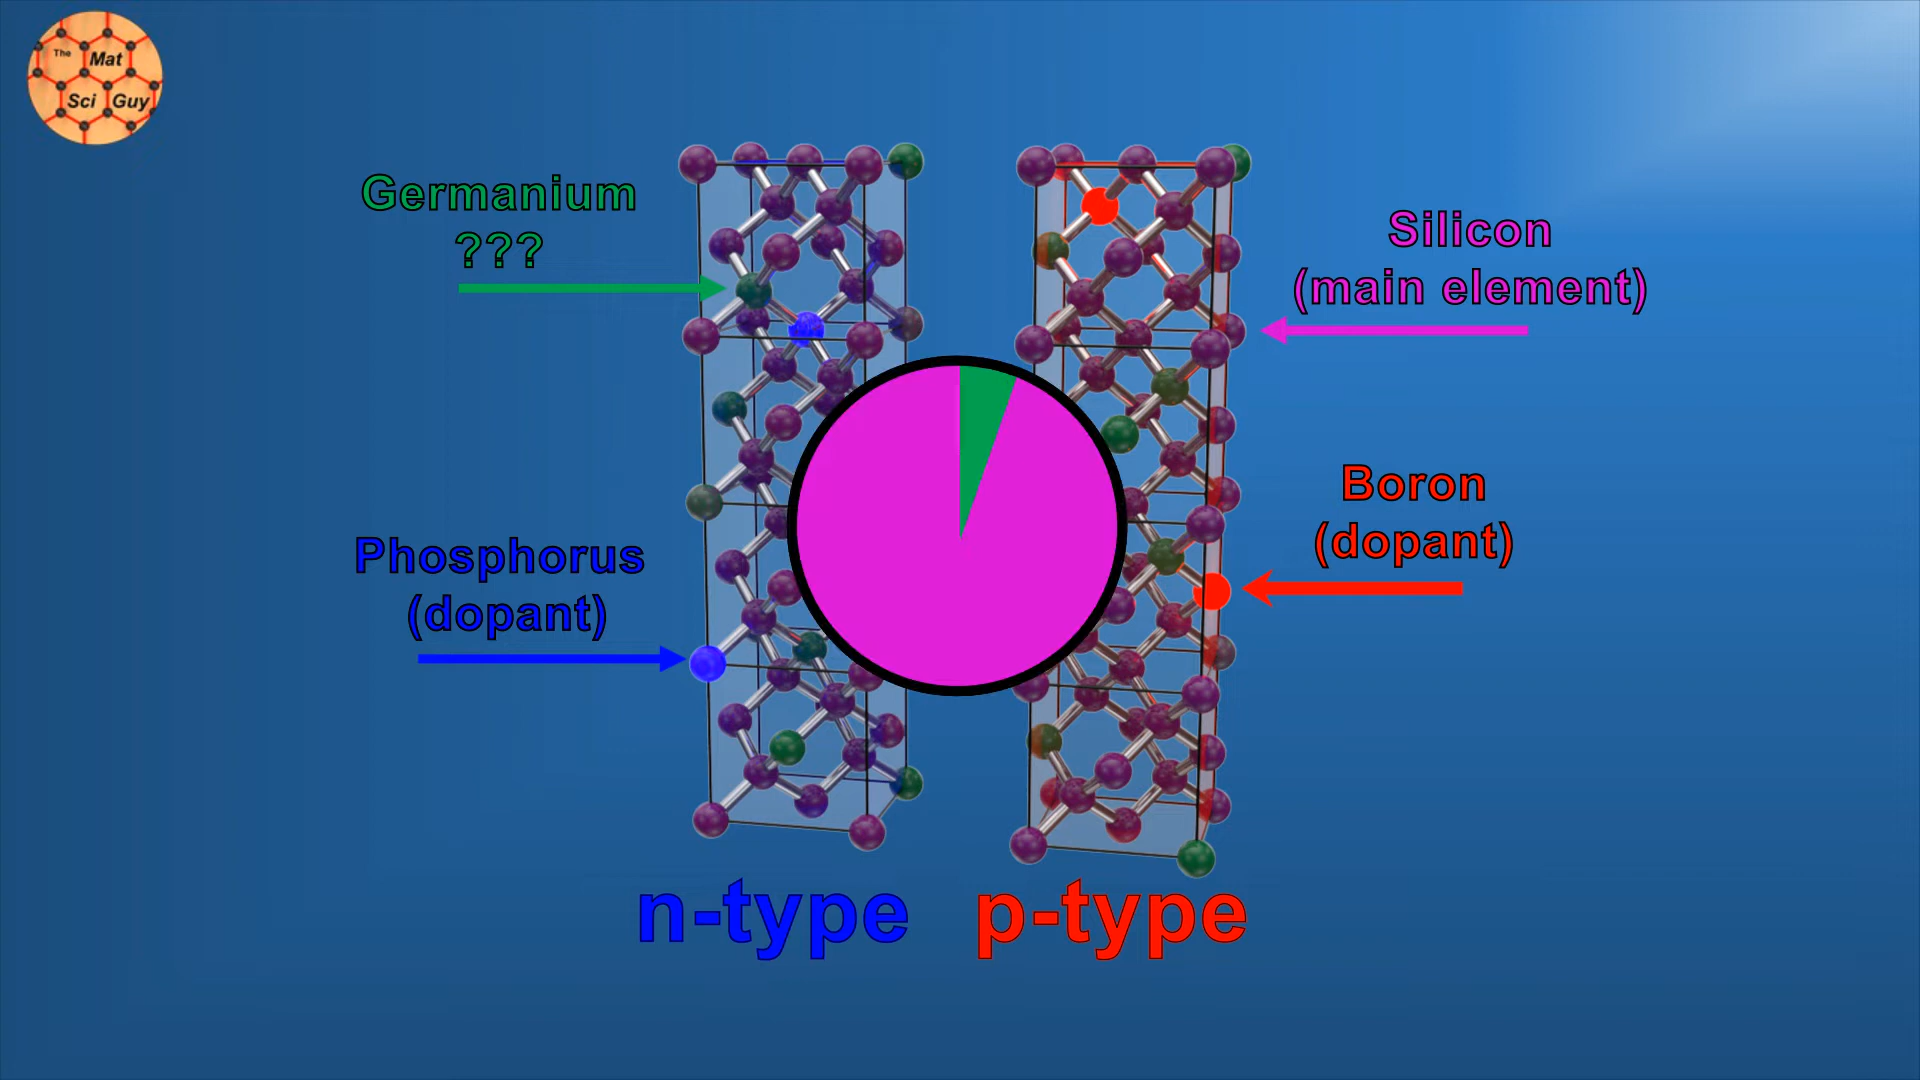 The
Mat
Sci Guy
Germanium
???
Silicon
(main element)
Boron
(dopant)
Phosphorus
(dopant)
n-type p-type